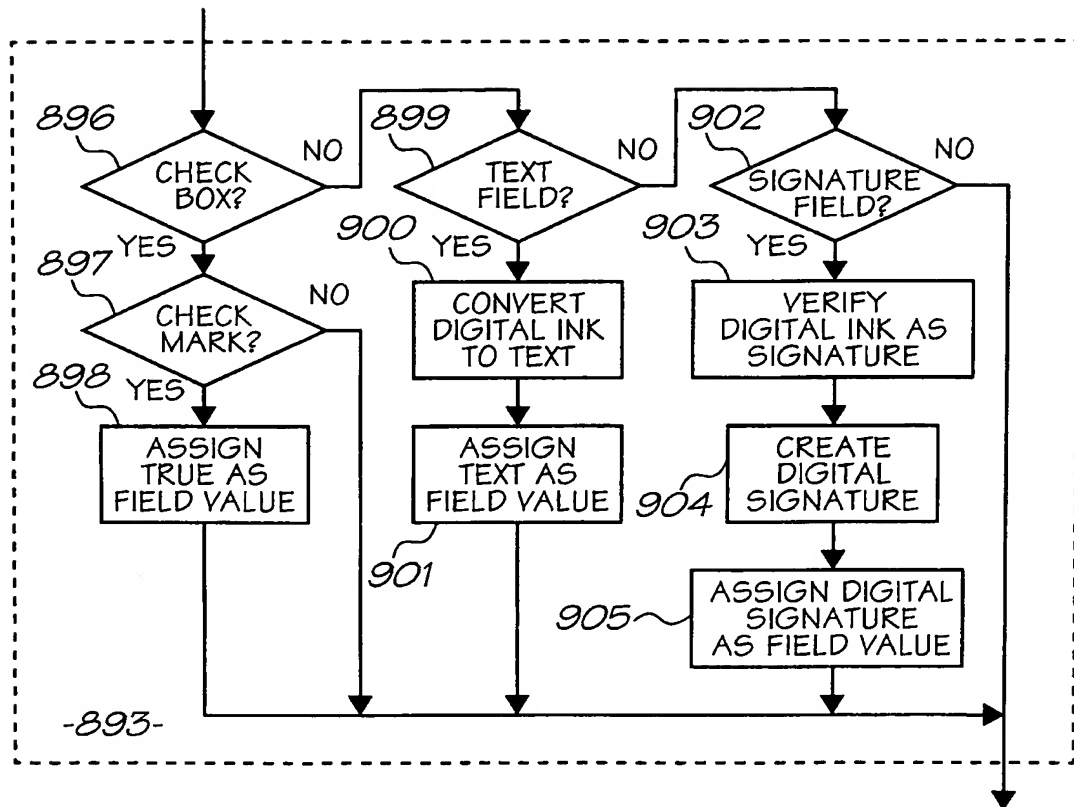 896
CHECK
BOX?
NO
YES
897
CHECK
MARK?
NO
YES
898
ASSIGN
TRUE AS
FIELD VALUE
899
TEXT
FIELD?
NO
YES
900
CONVERT
DIGITAL INK
TO TEXT
ASSIGN
TEXT AS
FIELD VALUE
901
902
SIGNATURE
FIELD?
NO
YES
903
VERIFY
DIGITAL INK AS
SIGNATURE
CREATE
DIGITAL
SIGNATURE
904
ASSIGN DIGITAL
SIGNATURE
AS FIELD VALUE
905
-893-